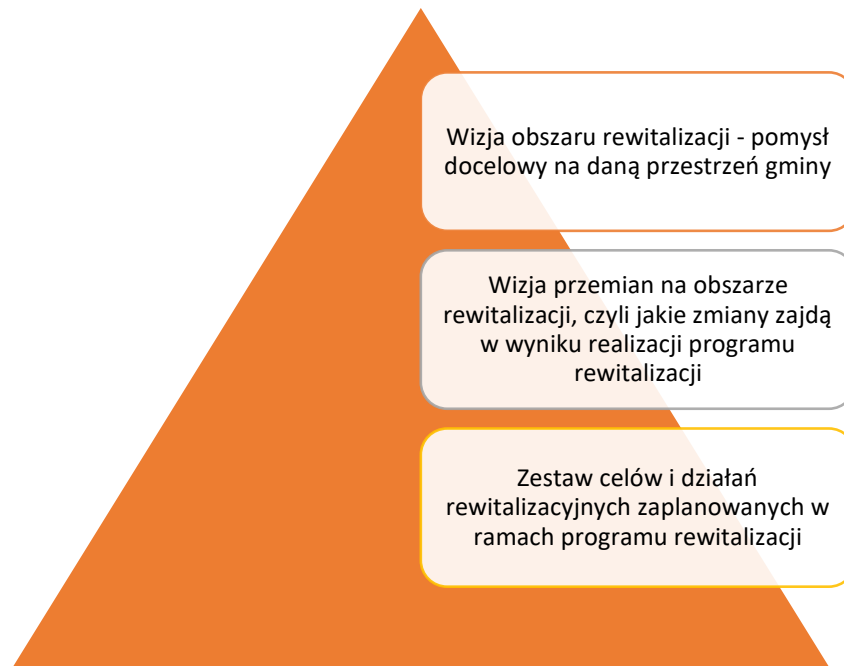 Wizja obszaru rewitalizacji - pomysł
docelowy na daną przestrzeń gminy
Wizja przemian na obszarze
rewitalizacji, czyli jakie zmiany zajdą
w wyniku realizacji programu
rewitalizacji
Zestaw celów i działań
rewitalizacyjnych zaplanowanych w
ramach programu rewitalizacji